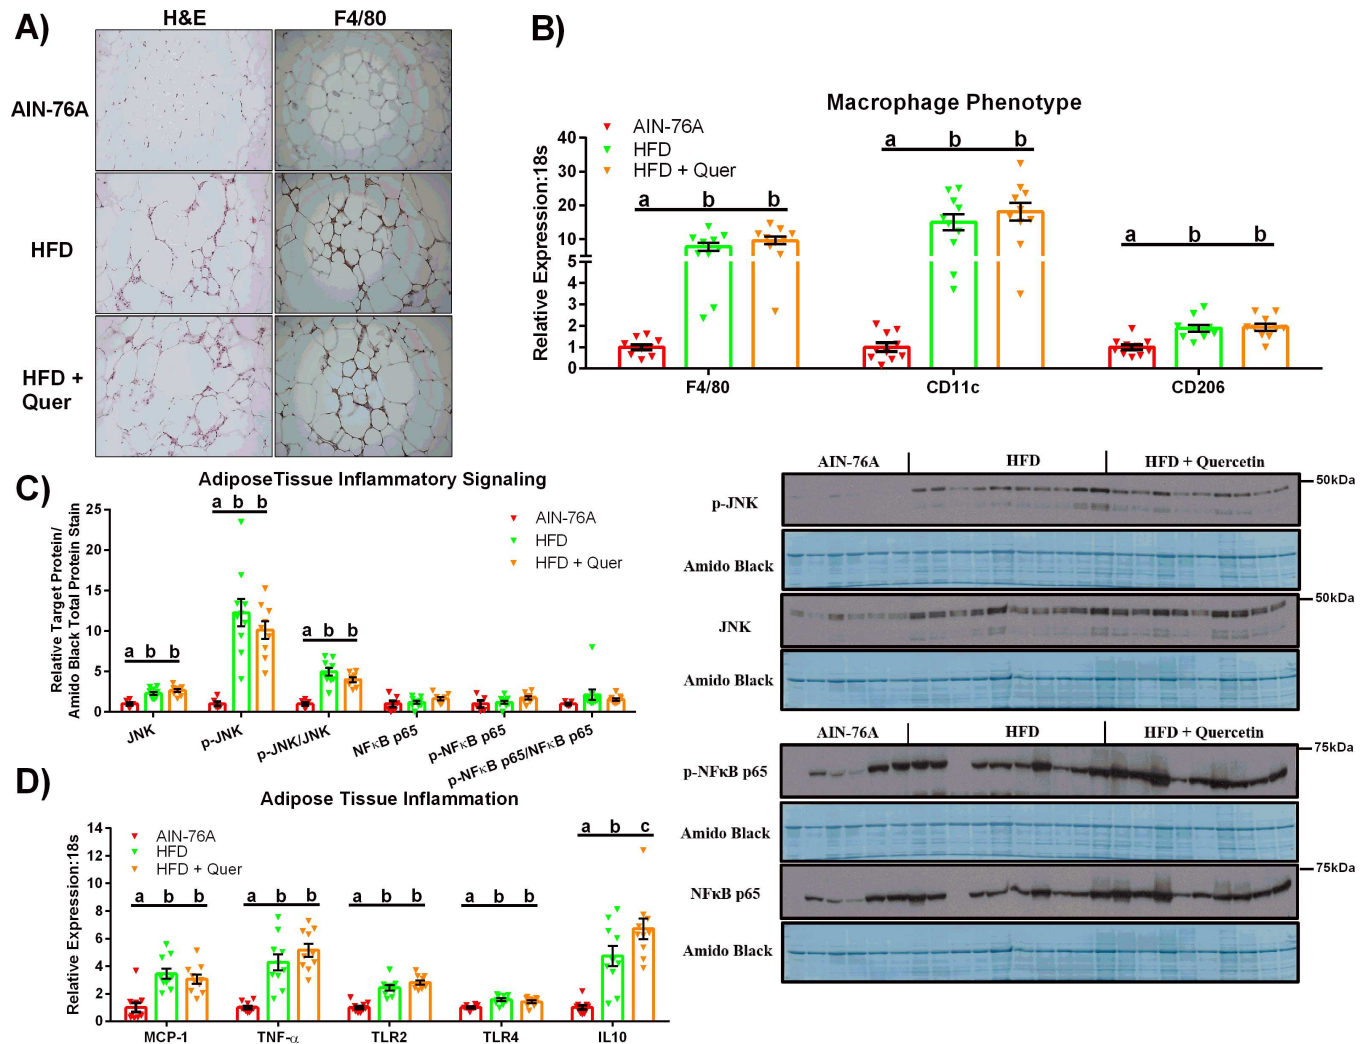 A)
H&E
F4/80
AIN-76A
HFD
HFD +
Quer
B)
Macrophage Phenotype
AIN-76A
HFD
HFD + Quer
Relative Expression:18s
40
30
20
10
5
4
3
2
1
0
a b b
a b b
a b b
F4/80 CD11c CD206
C)
AdiposeTissue Inflammatory Signaling
Relative Target Protein/
Amido Black Total Protein Stain
25
20
15
10
5
0
AIN-76A
HFD
HFD + Quer
a b b
a b b
a b b
JNK p-JNK p-JNK/JNK NFκB p65 p-NFκB p65 p-NFκB p65/NFκB p65
AIN-76A HFD HFD + Quercetin
p-JNK 50kDa
Amido Black
JNK 50kDa
Amido Black
AIN-76A HFD HFD + Quercetin
p-NFκB p65 75kDa
Amido Black
NFκB p65 75kDa
Amido Black
D)
Adipose Tissue Inflammation
Relative Expression:18s
14
12
10
8
6
4
2
0
AIN-76A
HFD
HFD + Quer
a b b
a b b
a b b
a b b
a b c
MCP-1 TNF-α TLR2 TLR4 IL10